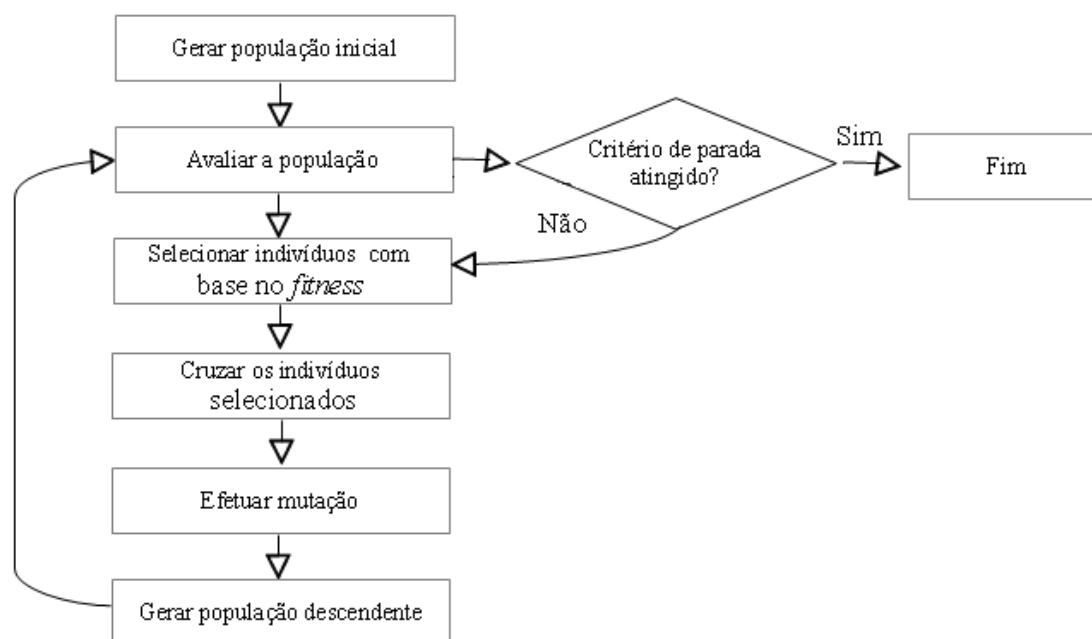 Gerar população inicial
Avaliar a população
Critério de parada
atingido?
Sim
Fim
Não
Selecionar indivíduos com
base no fitness
Cruzar os indivíduos
selecionados
Efetuar mutação
Gerar população descendente